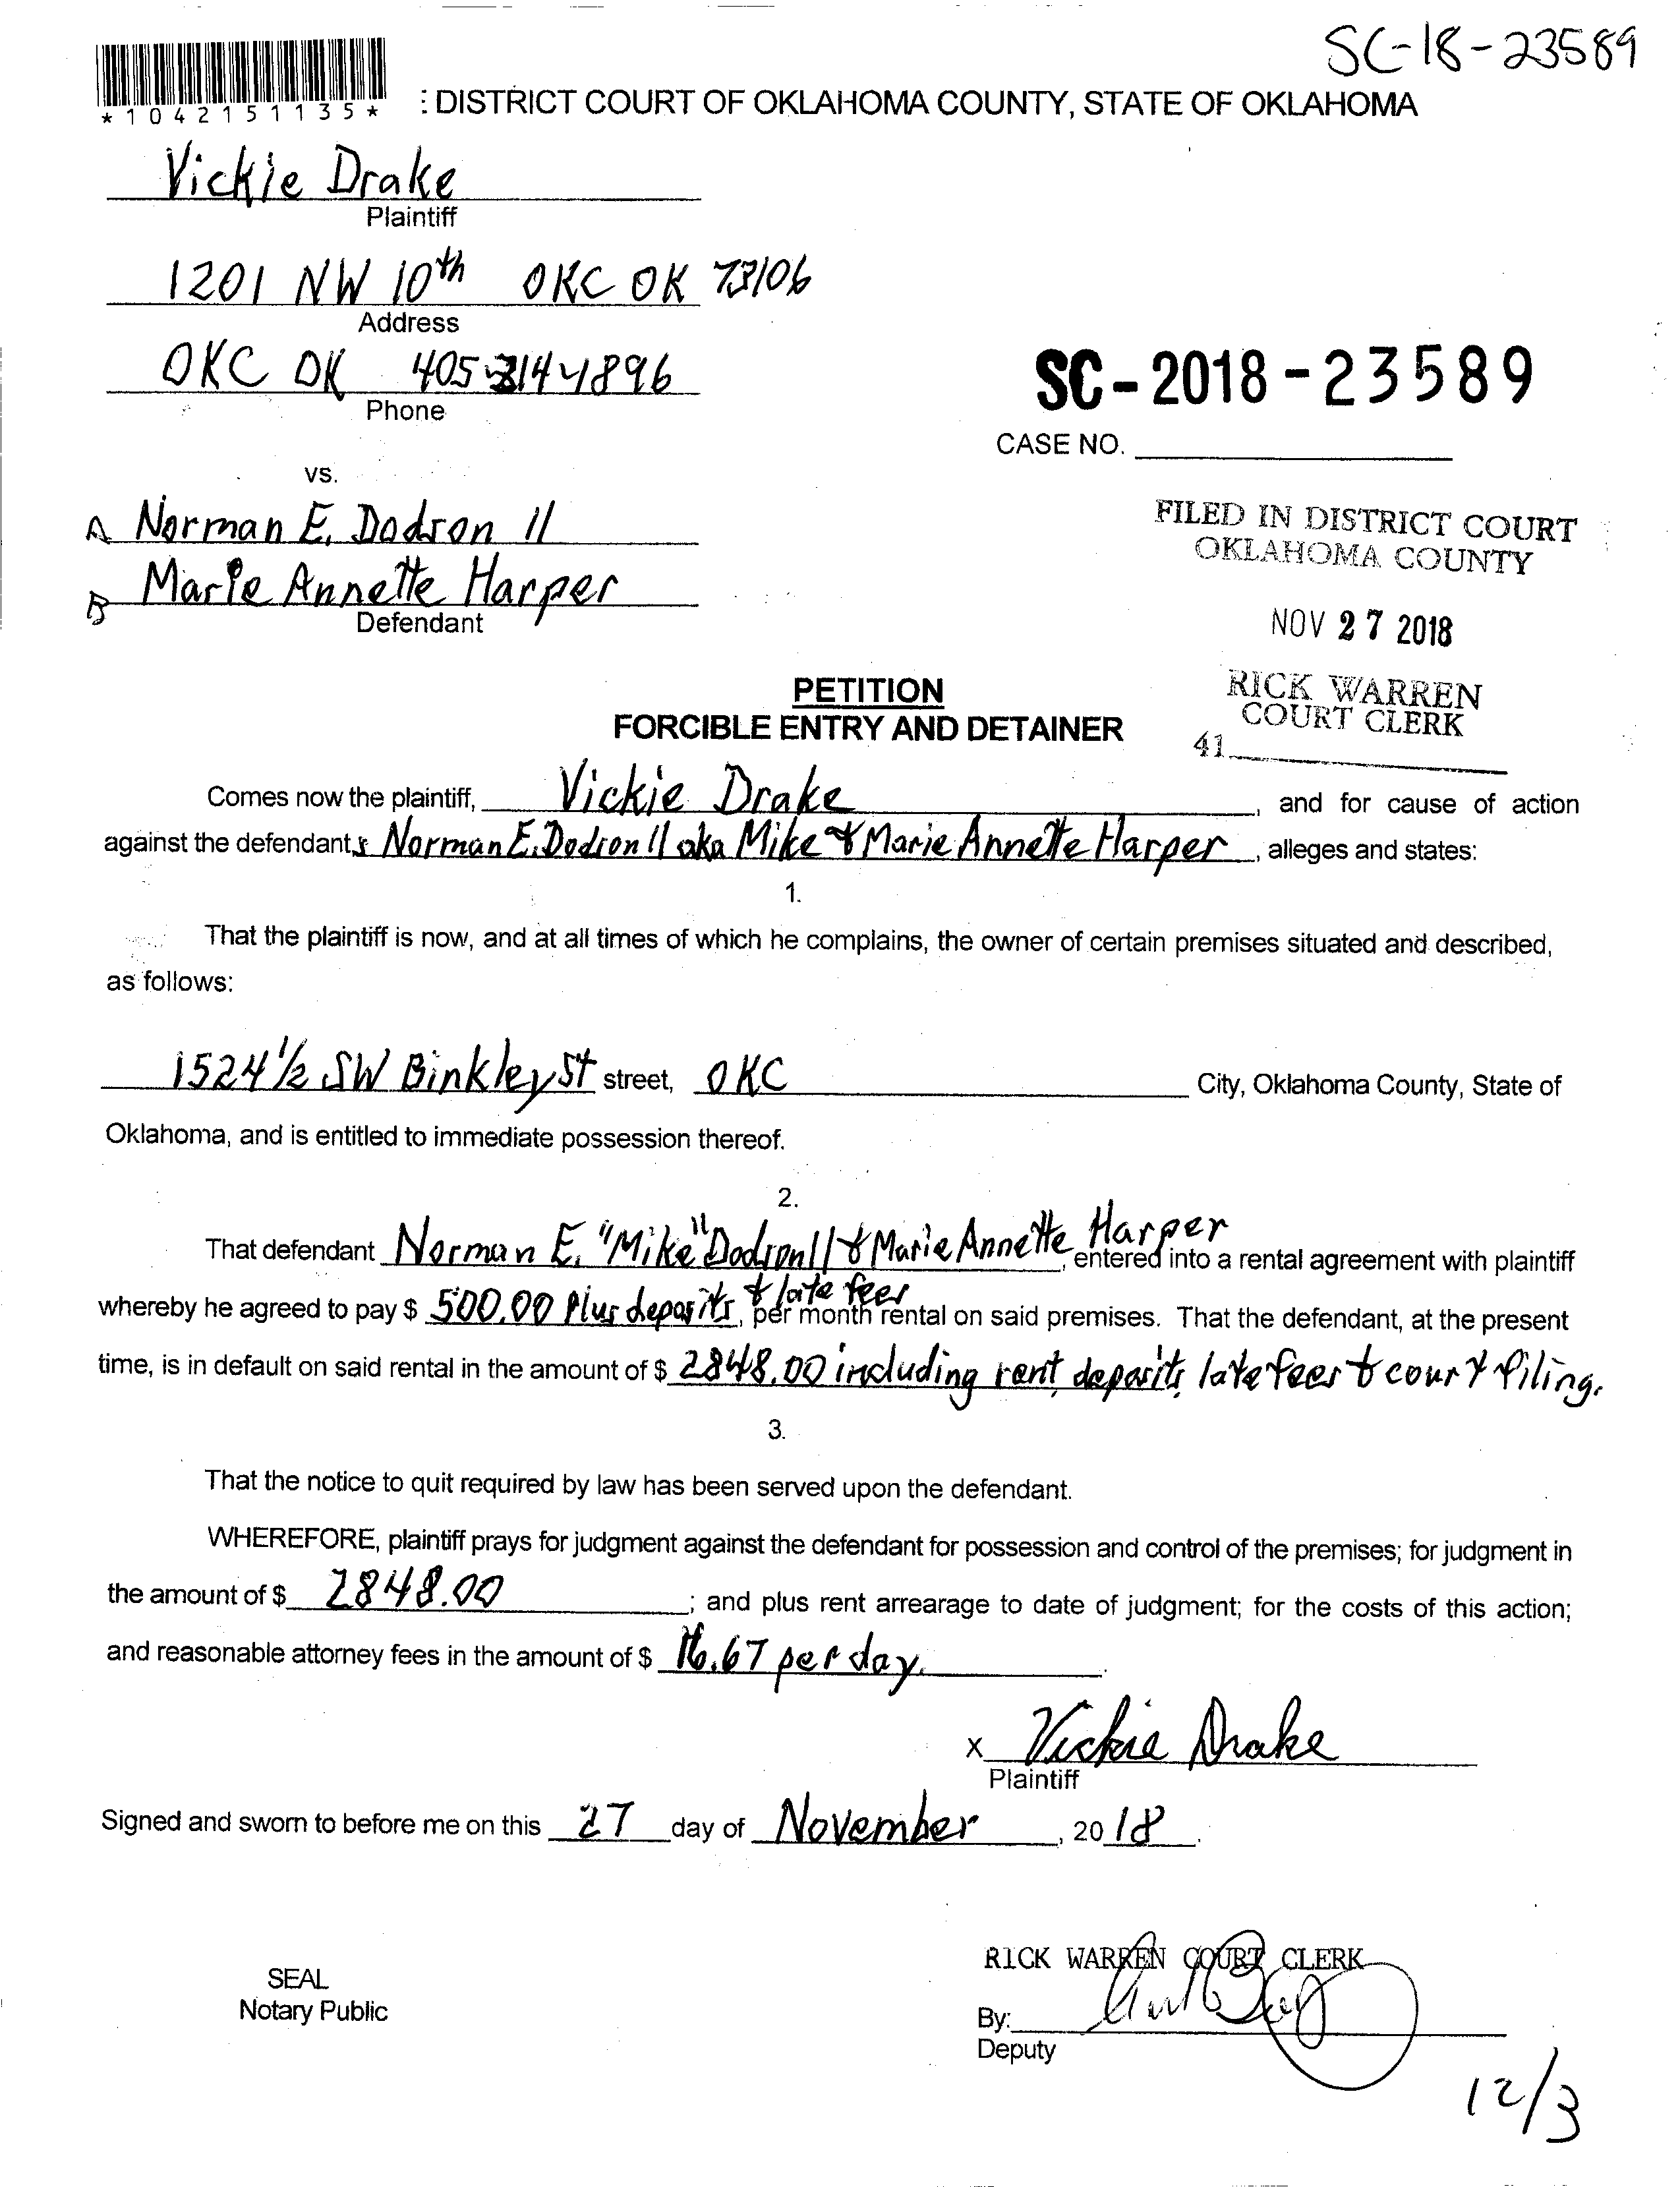 SC-18-23589
*1042151135*
: DISTRICT COURT OF OKLAHOMA COUNTY, STATE OF OKLAHOMA
Vickie Drake
Plaintiff
1201 NW 10th OKC OK 73106
Address
OKC OK 405 314 4896
Phone
SC-2018-23589
CASE NO.
vs.
A Norman E. Dodson II
B Marie Annette Harper
Defendant
FILED IN DISTRICT COURT
OKLAHOMA COUNTY
NOV 27 2018
RICK WARREN
COURT CLERK
41
PETITION
FORCIBLE ENTRY AND DETAINER
Comes now the plaintiff, Vickie Drake, and for cause of action
against the defendants Norman E. Dodson II aka Mike & Marie Annette Harper, alleges and states:
1.
That the plaintiff is now, and at all times of which he complains, the owner of certain premises situated and described,
as follows:
1524 1/2 SW Binkley St street, OKC City, Oklahoma County, State of
Oklahoma, and is entitled to immediate possession thereof.
2.
That defendant Norman E. "Mike" Dodson II & Marie Annette Harper, entered into a rental agreement with plaintiff
whereby he agreed to pay $ 500.00 Plus deposits & late fees, per month rental on said premises. That the defendant, at the present
time, is in default on said rental in the amount of $ 2848.00 including rent, deposits, late fees & court filing.
3.
That the notice to quit required by law has been served upon the defendant.
WHEREFORE, plaintiff prays for judgment against the defendant for possession and control of the premises; for judgment in
the amount of $ 2848.00; and plus rent arrearage to date of judgment; for the costs of this action;
and reasonable attorney fees in the amount of $ 16.67 per day.
x Vickie Drake
Plaintiff
Signed and sworn to before me on this 27 day of November, 2018.
RICK WARREN COURT CLERK
SEAL
Notary Public
By:
Deputy
12/3